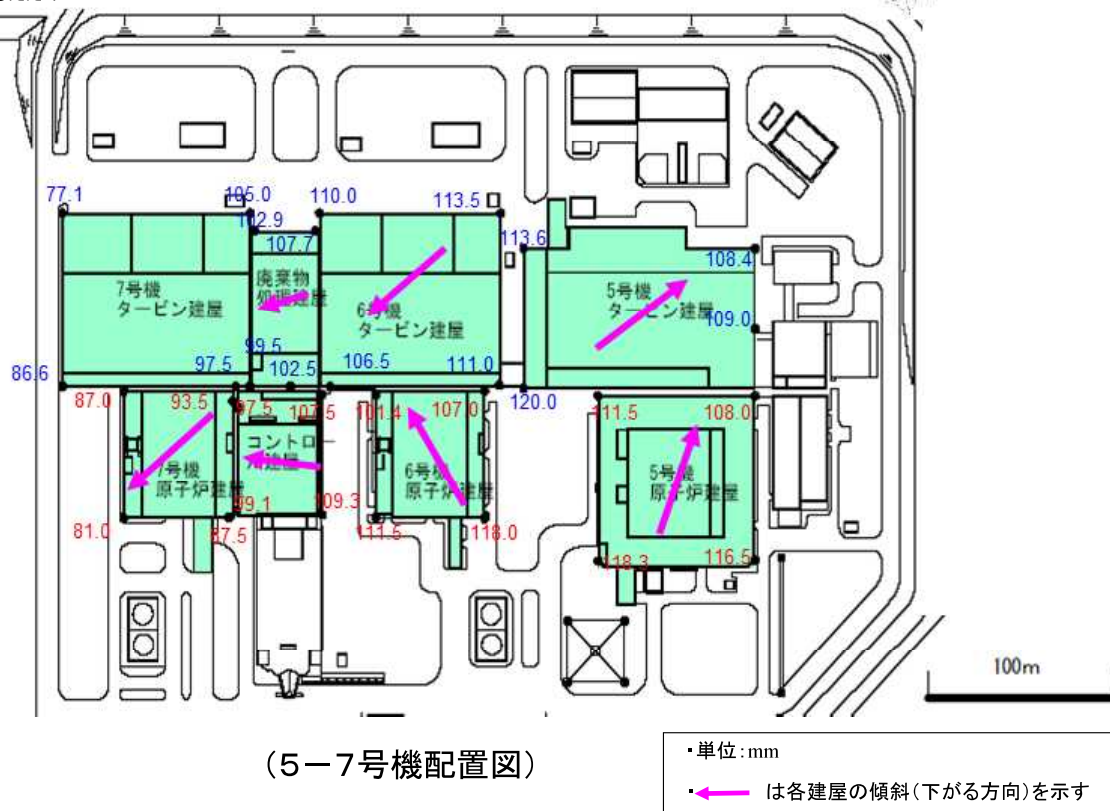 77.1 105.0 110.0 113.5
102.9 113.6
107.7 108.4
廃棄物
処理建屋
7号機
タービン建屋
6号機
タービン建屋
5号機
タービン建屋
109.0
99.5
86.6 97.5 102.5 106.5 111.0
120.0
87.0 93.5 97.5 107.5 101.4 107.0 111.5 108.0
コントロー
ル建屋
7号機
原子炉建屋
6号機
原子炉建屋
5号機
原子炉建屋
99.1 109.3
81.0 87.5 111.5 118.0
118.3 116.5
100m
(5－7号機配置図)
・単位:mm
・ は各建屋の傾斜(下がる方向)を示す